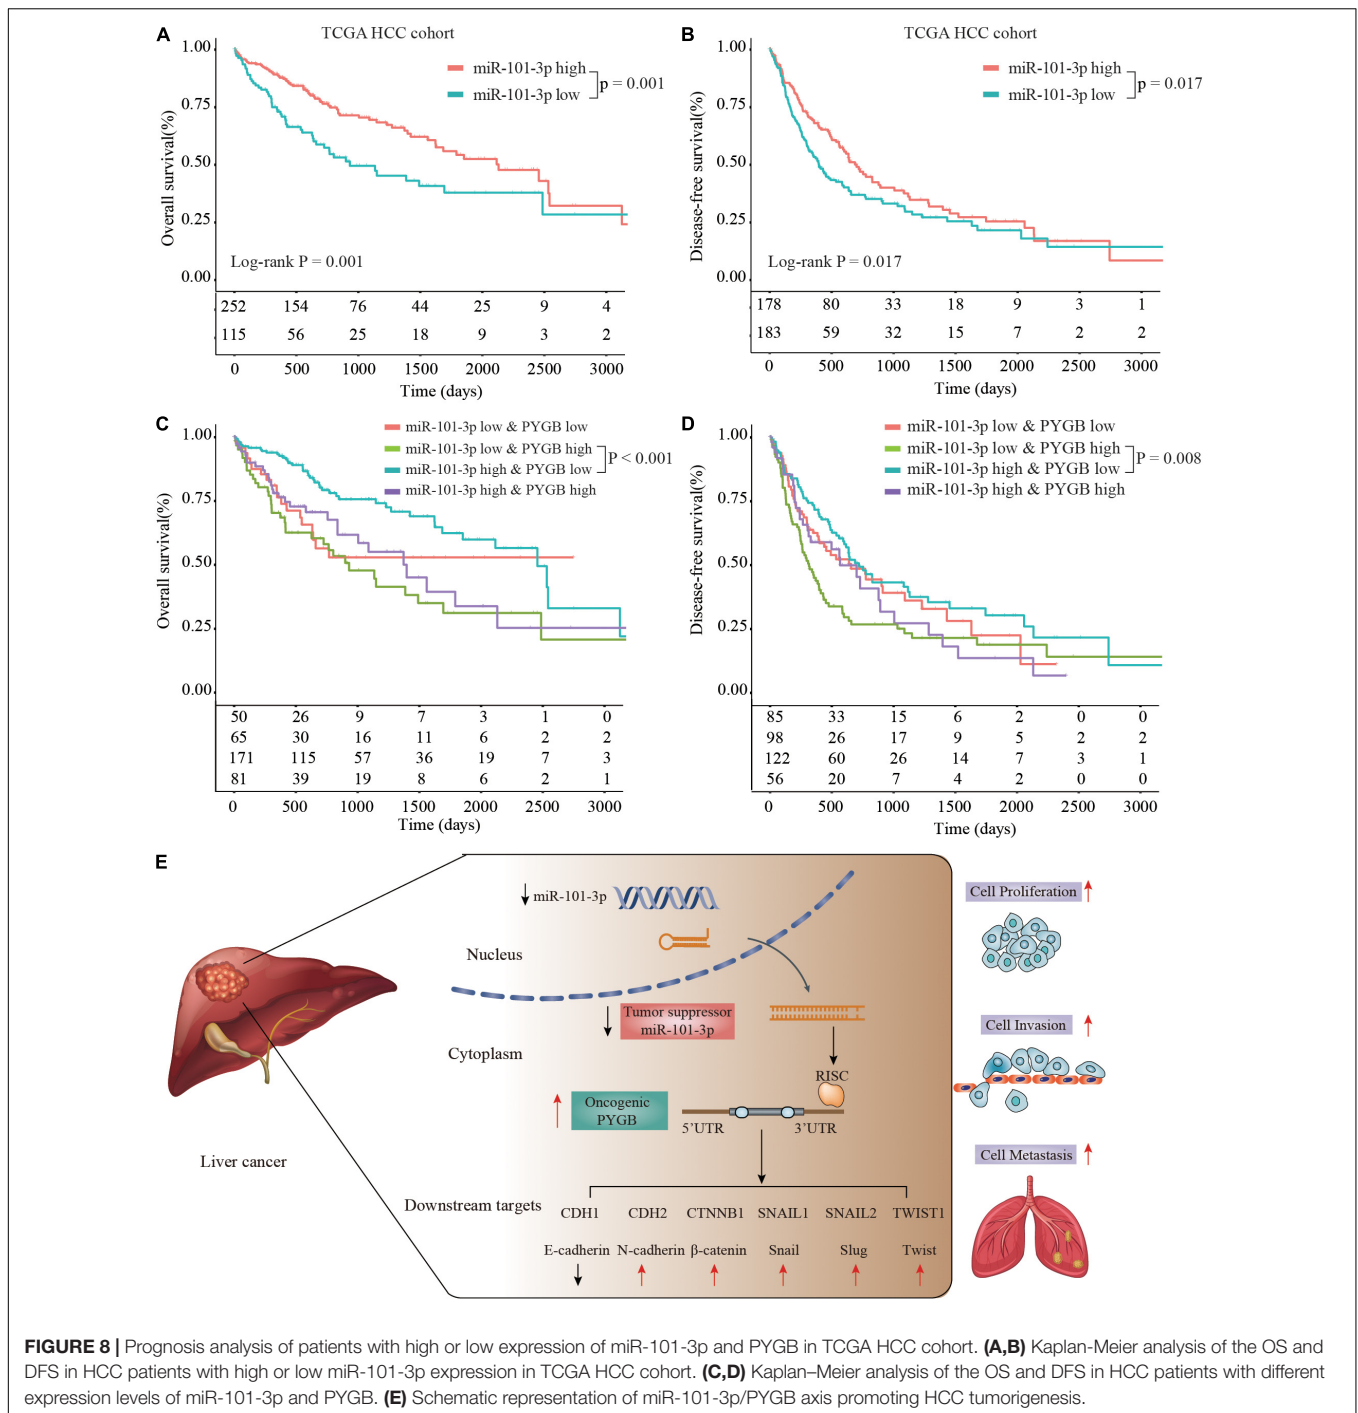 A
TCGA HCC cohort
1.00
0.75
0.50
0.25
0.00
Overall survival(%)
miR-101-3p high
miR-101-3p low
p = 0.001
Log-rank P = 0.001
252 154 76 44 25 9 4
115 56 25 18 9 3 2
0 500 1000 1500 2000 2500 3000
Time (days)
B
TCGA HCC cohort
1.00
0.75
0.50
0.25
0.00
Disease-free survival(%)
miR-101-3p high
miR-101-3p low
p = 0.017
Log-rank P = 0.017
178 80 33 18 9 3 1
183 59 32 15 7 2 2
0 500 1000 1500 2000 2500 3000
Time (days)
C
1.00
0.75
0.50
0.25
0.00
Overall survival(%)
miR-101-3p low & PYGB low
miR-101-3p low & PYGB high
miR-101-3p high & PYGB low
miR-101-3p high & PYGB high
P < 0.001
50 26 9 7 3 1 0
65 30 16 11 6 2 2
171 115 57 36 19 7 3
81 39 19 8 6 2 1
0 500 1000 1500 2000 2500 3000
Time (days)
D
1.00
0.75
0.50
0.25
0.00
Disease-free survival(%)
miR-101-3p low & PYGB low
miR-101-3p low & PYGB high
miR-101-3p high & PYGB low
miR-101-3p high & PYGB high
P = 0.008
85 33 15 6 2 0 0
98 26 17 9 5 2 2
122 60 26 14 7 3 1
56 20 7 4 2 0 0
0 500 1000 1500 2000 2500 3000
Time (days)
E
Liver cancer
miR-101-3p
Nucleus
Tumor suppressor
miR-101-3p
Cytoplasm
RISC
Oncogenic
PYGB
5'UTR 3'UTR
Downstream targets
CDH1 CDH2 CTNNB1 SNAIL1 SNAIL2 TWIST1
E-cadherin N-cadherin β-catenin Snail Slug Twist
Cell Proliferation
Cell Invasion
Cell Metastasis
FIGURE 8 | Prognosis analysis of patients with high or low expression of miR-101-3p and PYGB in TCGA HCC cohort. (A,B) Kaplan-Meier analysis of the OS and
DFS in HCC patients with high or low miR-101-3p expression in TCGA HCC cohort. (C,D) Kaplan–Meier analysis of the OS and DFS in HCC patients with different
expression levels of miR-101-3p and PYGB. (E) Schematic representation of miR-101-3p/PYGB axis promoting HCC tumorigenesis.